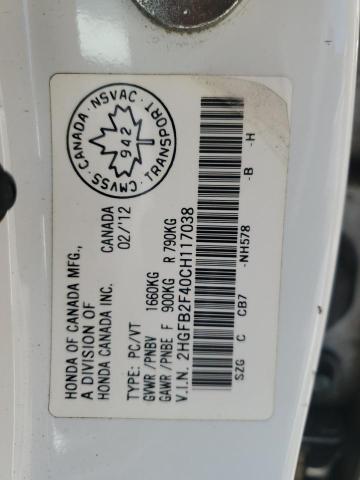 HONDA OF CANADA MFG.,
A DIVISION OF
HONDA CANADA INC.
CANADA
02/'12
CMVSS · CANADA · NSVAC · TRANSPORT
942
TYPE: PC/VT
GVWR /PNBV 1660KG
GAWR /PNBE F 900KG R 790KG
V.I.N. 2HGFB2F40CH117038
SZG C CB7 -NH578 -B -H